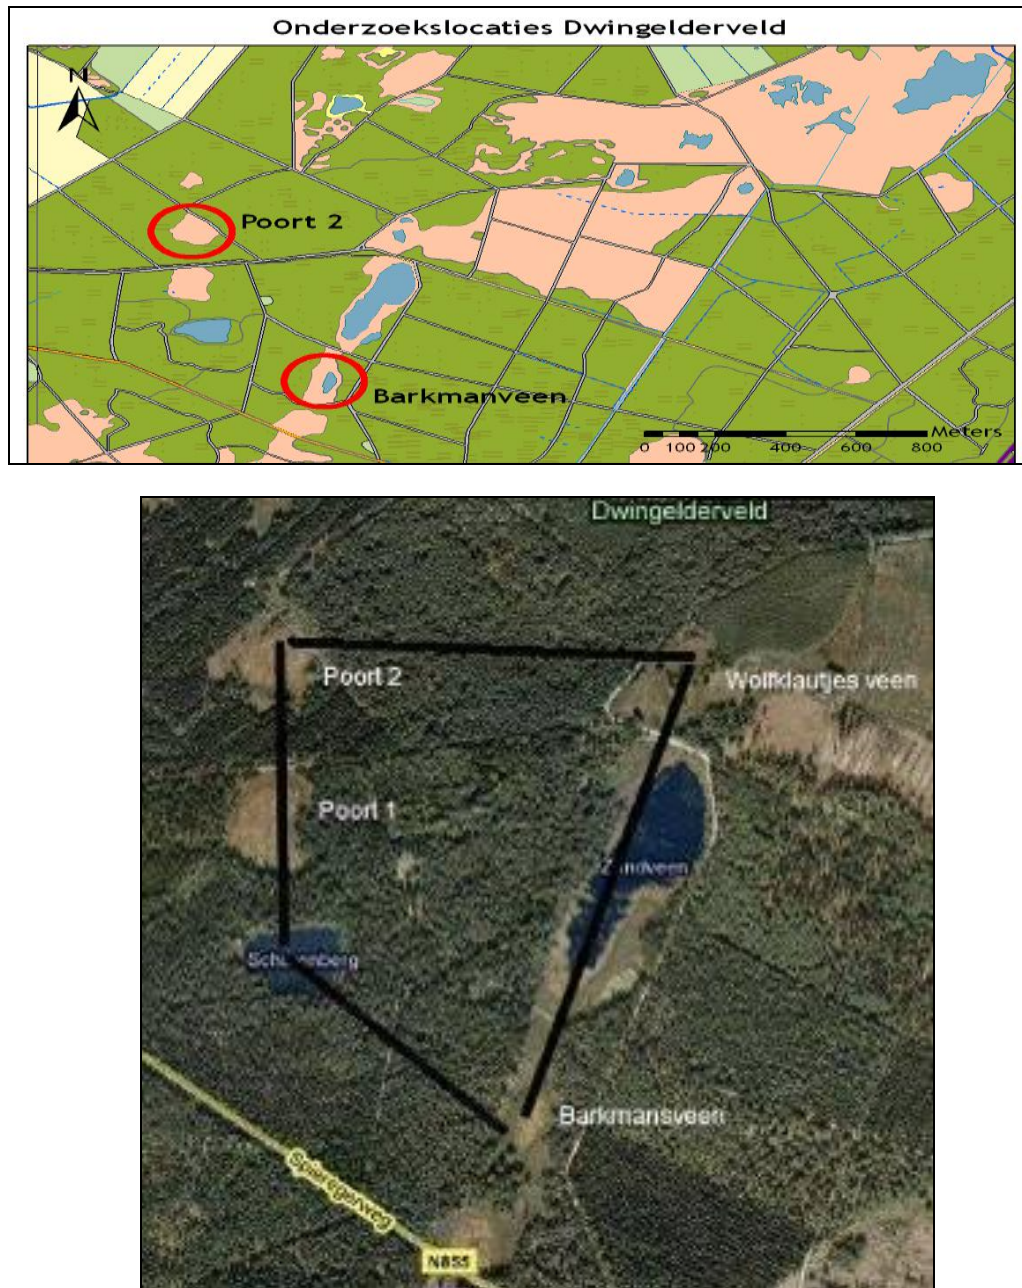 Onderzoekslocaties Dwingelderveld
N
Poort 2
Barkmanveen
Meters
0 100 200 400 600 800
Dwingelderveld
Poort 2
Wolfklautjes veen
Poort 1
Barkmansveen
Spieregerweg
N855